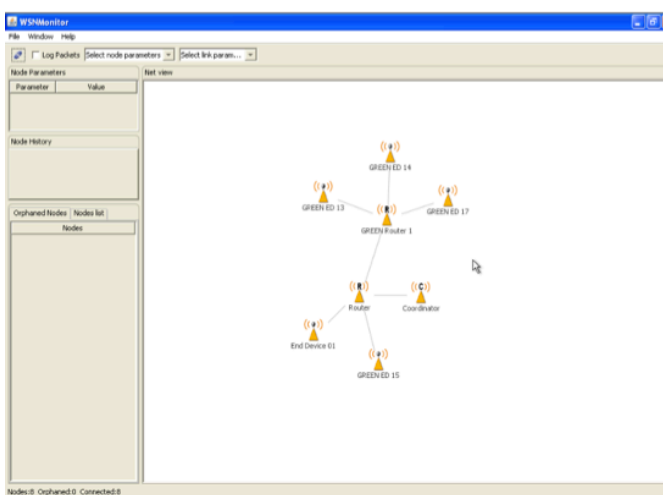 WSNMonitor
File Window Help
Log Packets Select node parameters Select link param...
Node Parameters
Parameter Value
Node History
Orphaned Nodes Nodes list
Nodes
Net view
GREEN ED 14
GREEN ED 13
GREEN ED 17
R
GREEN Router 1
R
Router
C
Coordinator
End Device 01
GREEN ED 15
Nodes:8 Orphaned:0 Connected:8